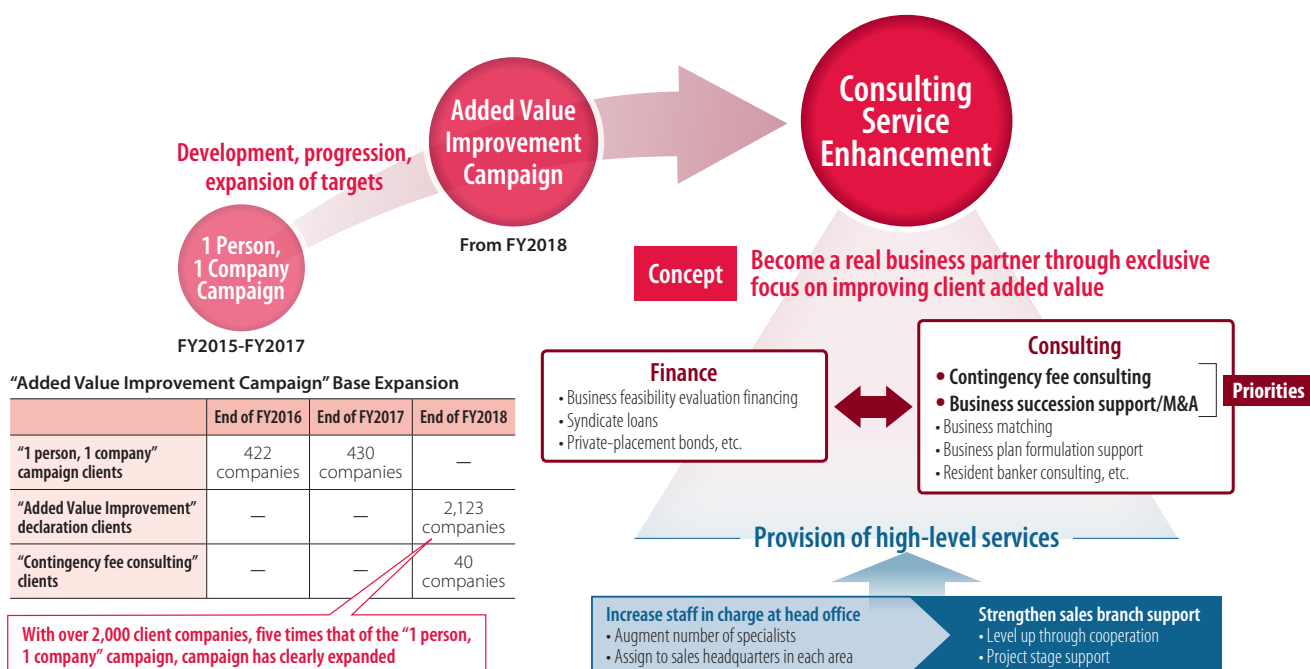 Consulting
Service
Enhancement
Added Value
Improvement
Campaign
From FY2018
Development, progression,
expansion of targets
1 Person,
1 Company
Campaign
FY2015-FY2017
Concept
Become a real business partner through exclusive
focus on improving client added value
Finance
• Business feasibility evaluation financing
• Syndicate loans
• Private-placement bonds, etc.
Consulting
• Contingency fee consulting
• Business succession support/M&A
• Business matching
• Business plan formulation support
• Resident banker consulting, etc.
Priorities
“Added Value Improvement Campaign” Base Expansion
End of FY2016 End of FY2017 End of FY2018
“1 person, 1 company”
campaign clients
422
companies
430
companies
—
“Added Value Improvement”
declaration clients
—
—
2,123
companies
“Contingency fee consulting”
clients
—
—
40
companies
With over 2,000 client companies, five times that of the “1 person,
1 company” campaign, campaign has clearly expanded
Provision of high-level services
Increase staff in charge at head office
• Augment number of specialists
• Assign to sales headquarters in each area
Strengthen sales branch support
• Level up through cooperation
• Project stage support